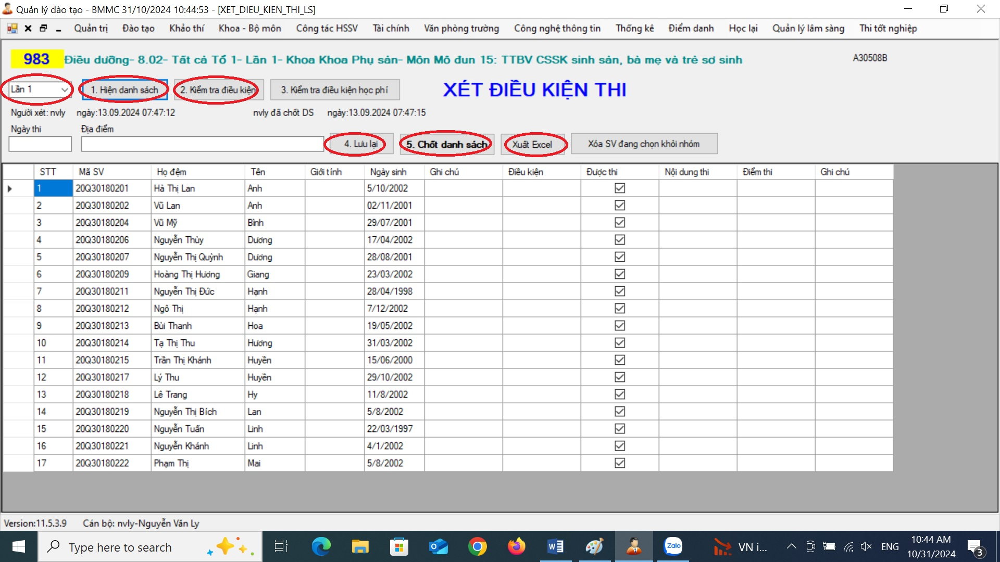 Quản lý đào tạo - BMMC 31/10/2024 10:44:53 - [XET_DIEU_KIEN_THI_LS]
Quản trị Đào tạo Khảo thí Khoa - Bộ môn Công tác HSSV Tài chính Văn phòng trường Công nghệ thông tin Thống kê Điểm danh Học lại Quản lý lâm sàng Thi tốt nghiệp
983 Điều dưỡng- 8.02- Tất cả Tổ 1- Lần 1- Khoa Khoa Phụ sản- Môn Mô đun 15: TTBV CSSK sinh sản, bà mẹ và trẻ sơ sinh A30508B
Lần 1 1. Hiện danh sách 2. Kiểm tra điều kiện 3. Kiểm tra điều kiện học phí XÉT ĐIỀU KIỆN THI
Người xét: nvly ngày:13.09.2024 07:47:12 nvly đã chốt DS ngày:13.09.2024 07:47:15
Ngày thi Địa điểm
4. Lưu lại 5. Chốt danh sách Xuất Excel Xóa SV đang chọn khỏi nhóm
STT Mã SV Họ đệm Tên Giới tính Ngày sinh Ghi chú Điều kiện Được thi Nội dung thi Điểm thi Ghi chú
1 20Q30180201 Hà Thị Lan Anh 5/10/2002
2 20Q30180202 Vũ Lan Anh 02/11/2001
3 20Q30180204 Vũ Mỹ Bình 29/07/2001
4 20Q30180206 Nguyễn Thùy Dương 17/04/2002
5 20Q30180207 Nguyễn Thị Quỳnh Dương 28/08/2001
6 20Q30180209 Hoàng Thị Hương Giang 23/03/2002
7 20Q30180211 Nguyễn Thị Đức Hạnh 28/04/1998
8 20Q30180212 Ngô Thị Hạnh 7/12/2002
9 20Q30180213 Bùi Thanh Hoa 19/05/2002
10 20Q30180214 Tạ Thị Thu Hương 31/03/2002
11 20Q30180215 Trần Thị Khánh Huyền 15/06/2000
12 20Q30180217 Lý Thu Huyền 29/10/2002
13 20Q30180218 Lê Trang Hy 11/8/2002
14 20Q30180219 Nguyễn Thị Bích Lan 5/8/2002
15 20Q30180220 Nguyễn Tuấn Linh 22/03/1997
16 20Q30180221 Nguyễn Khánh Linh 4/1/2002
17 20Q30180222 Phạm Thị Mai 5/8/2002
Version:11.5.3.9 Cán bộ: nvly-Nguyễn Văn Ly
Type here to search Zalo VN i... ENG 10:44 AM
10/31/2024 3